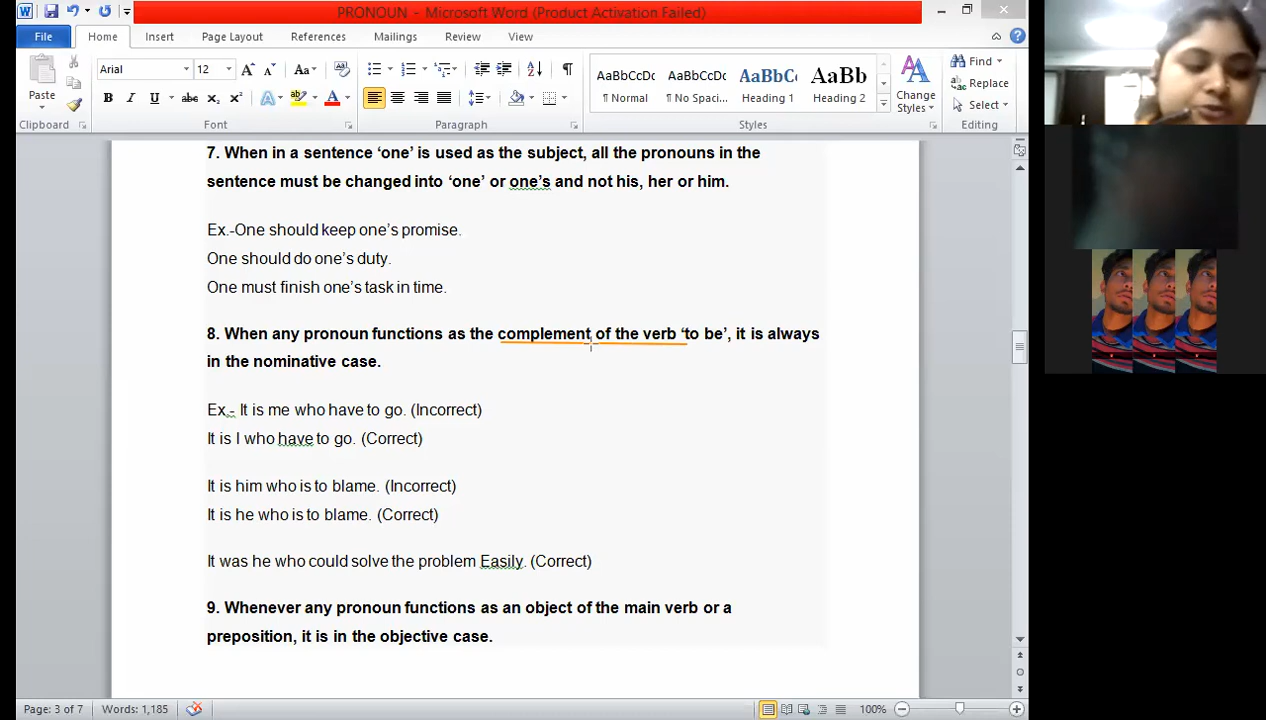 PRONOUN - Microsoft Word (Product Activation Failed)
File Home Insert Page Layout References Mailings Review View
Arial 12
Find
Replace
Select
Paste
Change Styles
AaBbCcDc AaBbCcDc AaBbCc AaBb
¶ Normal ¶ No Spaci... Heading 1 Heading 2
Clipboard Font Paragraph Styles Editing
7. When in a sentence ‘one’ is used as the subject, all the pronouns in the
sentence must be changed into ‘one’ or one’s and not his, her or him.
Ex.-One should keep one’s promise.
One should do one’s duty.
One must finish one’s task in time.
8. When any pronoun functions as the complement of the verb ‘to be’, it is always
in the nominative case.
Ex.- It is me who have to go. (Incorrect)
It is I who have to go. (Correct)
It is him who is to blame. (Incorrect)
It is he who is to blame. (Correct)
It was he who could solve the problem Easily. (Correct)
9. Whenever any pronoun functions as an object of the main verb or a
preposition, it is in the objective case.
Page: 3 of 7 Words: 1,185 100%